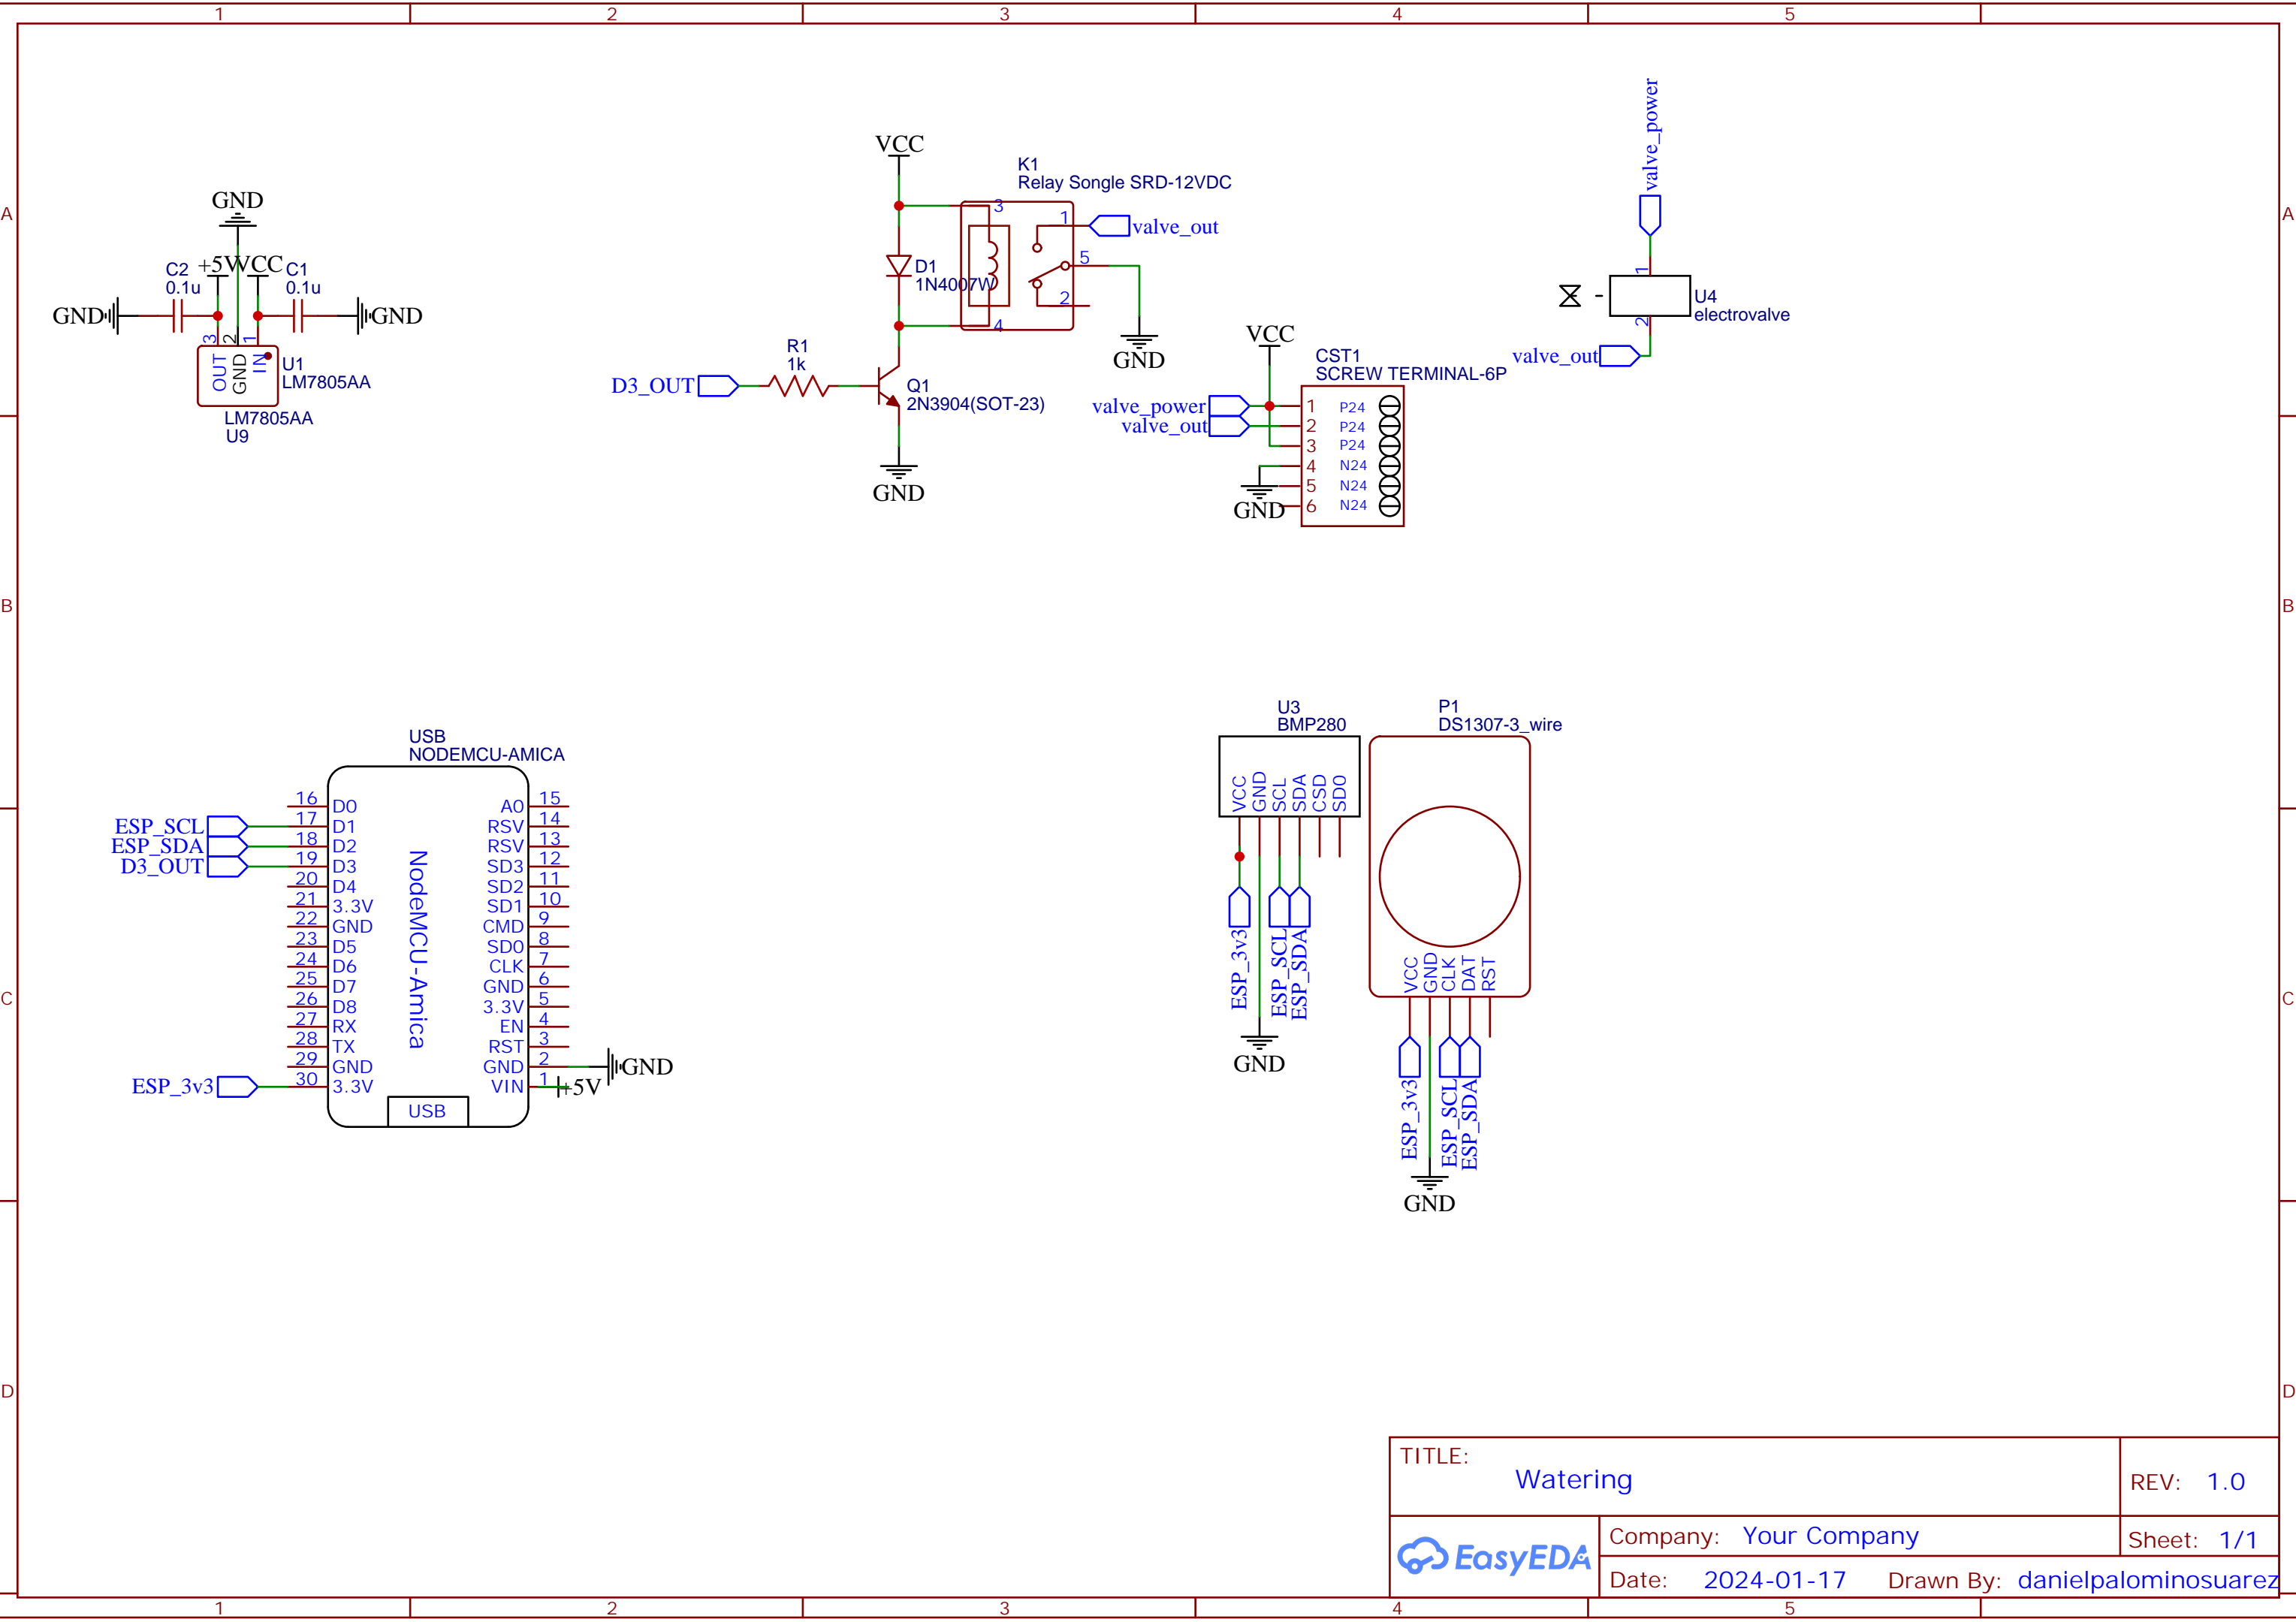 1 2 3 4 5
A
B
C
D
A
B
C
D
1 2 3 4 5
GND
+5V VCC
C2
0.1u
C1
0.1u
GND
GND
3 2 1
OUT GND IN
U1
LM7805AA
LM7805AA
U9
VCC
K1
Relay Songle SRD-12VDC
3
1
valve_out
5
2
4
GND
D1
1N4007W
R1
1k
D3_OUT
Q1
2N3904(SOT-23)
GND
VCC
CST1
SCREW TERMINAL-6P
valve_power
valve_out
1 P24
2 P24
3 P24
4 N24
5 N24
6 N24
GND
valve_power
1
-
U4
electrovalve
2
valve_out
USB
NODEMCU-AMICA
NodeMCU-Amica
ESP_SCL
ESP_SDA
D3_OUT
ESP_3v3
16 D0
17 D1
18 D2
19 D3
20 D4
21 3.3V
22 GND
23 D5
24 D6
25 D7
26 D8
27 RX
28 TX
29 GND
30 3.3V
A0 15
RSV 14
RSV 13
SD3 12
SD2 11
SD1 10
CMD 9
SD0 8
CLK 7
GND 6
3.3V 5
EN 4
RST 3
GND 2
VIN 1
GND
+5V
USB
U3
BMP280
VCC
GND
SCL
SDA
CSD
SD0
ESP_3v3
ESP_SCL
ESP_SDA
GND
P1
DS1307-3_wire
VCC
GND
CLK
DAT
RST
ESP_3v3
ESP_SCL
ESP_SDA
GND
TITLE:
Watering
REV: 1.0
EasyEDA
Company: Your Company
Sheet: 1/1
Date: 2024-01-17
Drawn By: danielpalominosuarez